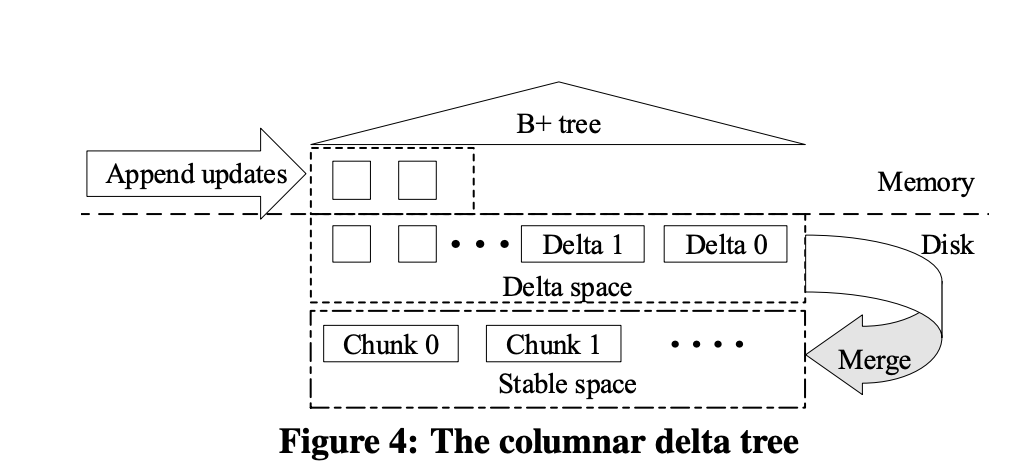 B+ tree
Append updates
Memory
Disk
Delta 1
Delta 0
Delta space
Chunk 0
Chunk 1
Merge
Stable space
Figure 4: The columnar delta tree